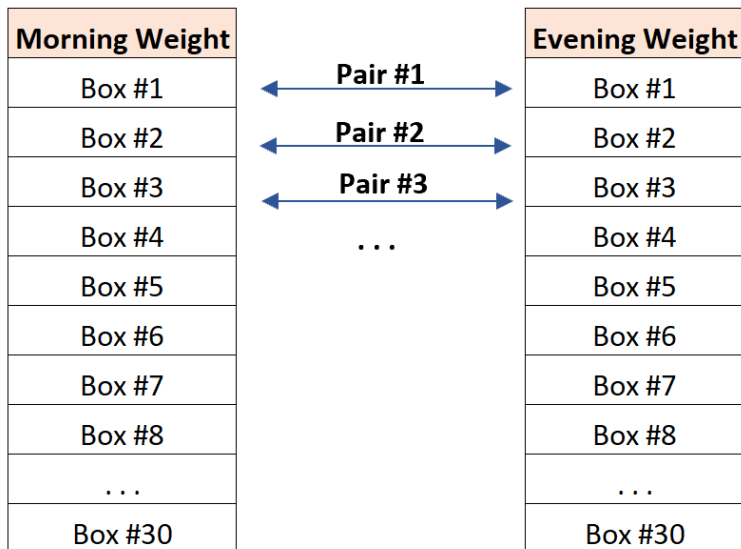 Morning Weight Evening Weight
Box #1 Pair #1 Box #1
Box #2 Pair #2 Box #2
Box #3 Pair #3 Box #3
Box #4 . . . Box #4
Box #5 Box #5
Box #6 Box #6
Box #7 Box #7
Box #8 Box #8
. . . . . .
Box #30 Box #30